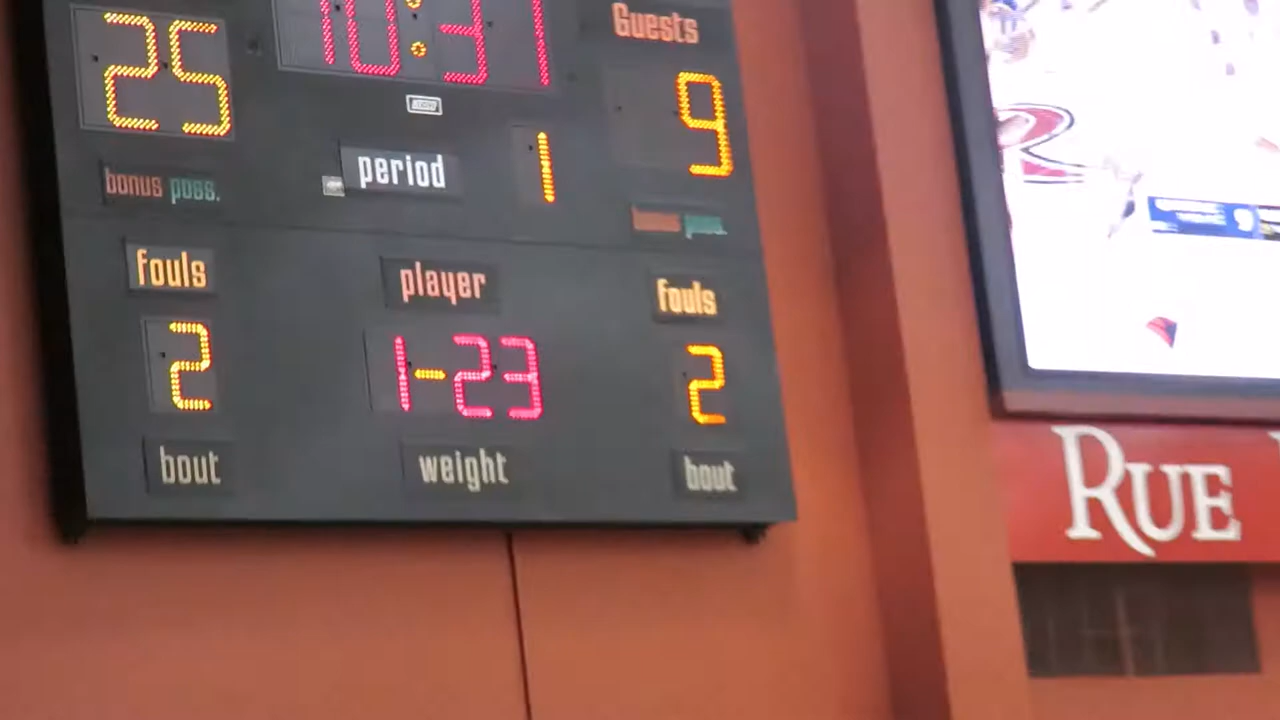 25
10:31
Guests
9
period
1
bonus poss.
fouls
player
fouls
2
1-23
2
bout
weight
bout
9
RUE